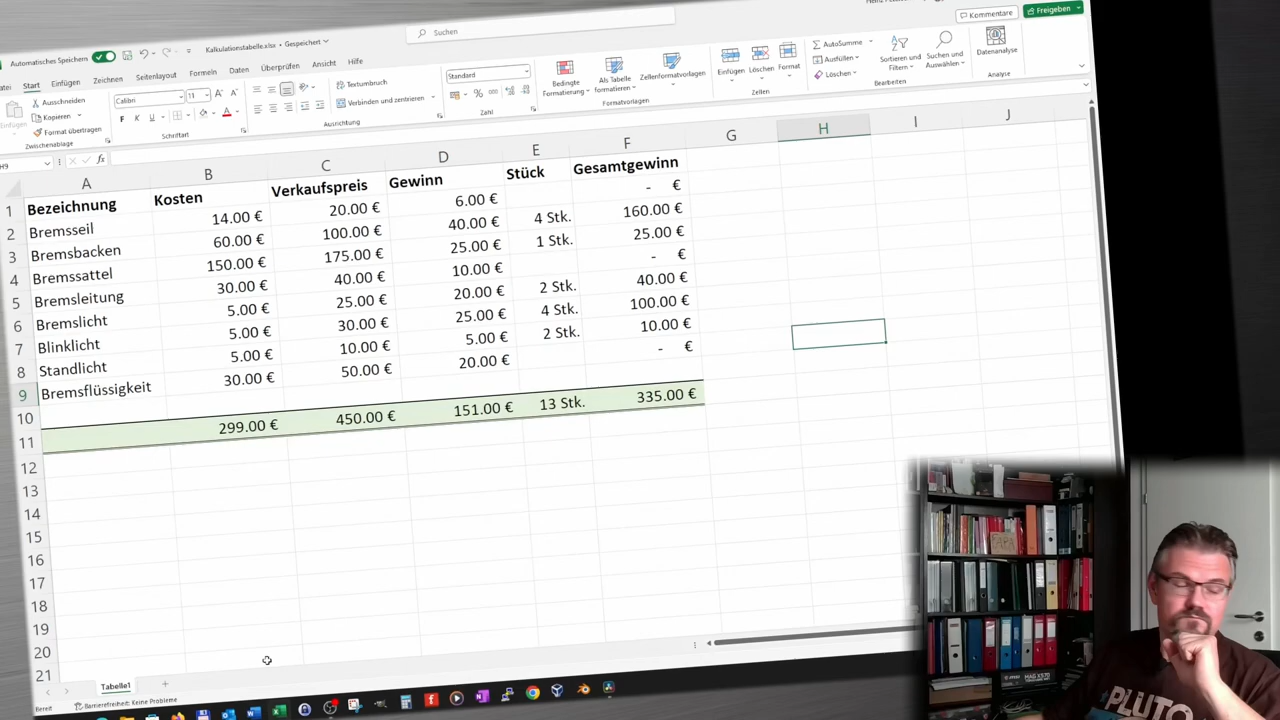 Automatisches Speichern
Kalkulationstabelle.xlsx • Gespeichert
Suchen
Kommentare
Freigeben
Start
Einfügen
Zeichnen
Seitenlayout
Formeln
Daten
Überprüfen
Ansicht
Hilfe
Ausschneiden
Kopieren
Format übertragen
Zwischenablage
Calibri
11
F K U
Schriftart
Textumbruch
Verbinden und zentrieren
Ausrichtung
Standard
Zahl
Bedingte
Formatierung
Als Tabelle
formatieren
Zellenformatvorlagen
Formatvorlagen
Einfügen Löschen Format
Zellen
AutoSumme
Ausfüllen
Löschen
Sortieren und
Filtern
Suchen und
Auswählen
Bearbeiten
Datenanalyse
Analyse
H9
fx
A B C D E F G H I J
1 Bezeichnung Kosten Verkaufspreis Gewinn Stück Gesamtgewinn
2 Bremsseil 14.00 € 20.00 € 6.00 € - €
3 Bremsbacken 60.00 € 100.00 € 40.00 € 4 Stk. 160.00 €
4 Bremssattel 150.00 € 175.00 € 25.00 € 1 Stk. 25.00 €
5 Bremsleitung 30.00 € 40.00 € 10.00 € - €
6 Bremslicht 5.00 € 25.00 € 20.00 € 2 Stk. 40.00 €
7 Blinklicht 5.00 € 30.00 € 25.00 € 4 Stk. 100.00 €
8 Standlicht 5.00 € 10.00 € 5.00 € 2 Stk. 10.00 €
9 Bremsflüssigkeit 30.00 € 50.00 € 20.00 € - €
10
11 299.00 € 450.00 € 151.00 € 13 Stk. 335.00 €
12
13
14
15
16
17
18
19
20
21
Tabelle1
Bereit
Barrierefreiheit: Keine Probleme
PAPA
MAG X570
PLUTO